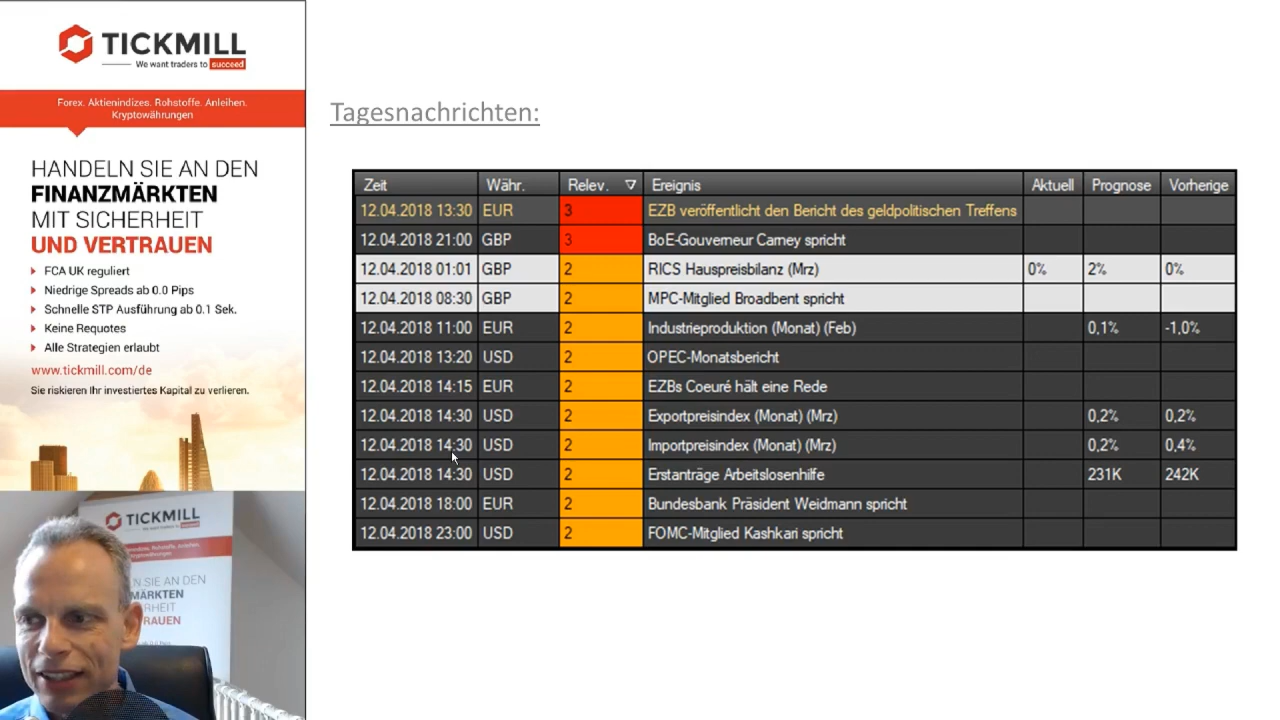 TICKMILL
We want traders to succeed
Forex. Aktienindizes. Rohstoffe. Anleihen.
Kryptowährungen
HANDELN SIE AN DEN
FINANZMÄRKTEN
MIT SICHERHEIT
UND VERTRAUEN
FCA UK reguliert
Niedrige Spreads ab 0.0 Pips
Schnelle STP Ausführung ab 0.1 Sek.
Keine Requotes
Alle Strategien erlaubt
www.tickmill.com/de
Sie riskieren Ihr investiertes Kapital zu verlieren.
Tagesnachrichten:
Zeit Währ. Relev. Ereignis Aktuell Prognose Vorherige
12.04.2018 13:30 EUR 3 EZB veröffentlicht den Bericht des geldpolitischen Treffens
12.04.2018 21:00 GBP 3 BoE-Gouverneur Carney spricht
12.04.2018 01:01 GBP 2 RICS Hauspreisbilanz (Mrz) 0% 2% 0%
12.04.2018 08:30 GBP 2 MPC-Mitglied Broadbent spricht
12.04.2018 11:00 EUR 2 Industrieproduktion (Monat) (Feb) 0,1% -1,0%
12.04.2018 13:20 USD 2 OPEC-Monatsbericht
12.04.2018 14:15 EUR 2 EZBs Coeuré hält eine Rede
12.04.2018 14:30 USD 2 Exportpreisindex (Monat) (Mrz) 0,2% 0,2%
12.04.2018 14:30 USD 2 Importpreisindex (Monat) (Mrz) 0,2% 0,4%
12.04.2018 14:30 USD 2 Erstanträge Arbeitslosenhilfe 231K 242K
12.04.2018 18:00 EUR 2 Bundesbank Präsident Weidmann spricht
12.04.2018 23:00 USD 2 FOMC-Mitglied Kashkari spricht
TICKMILL
N SIE AN DEN
MÄRKTEN
HERHEIT
RAUEN